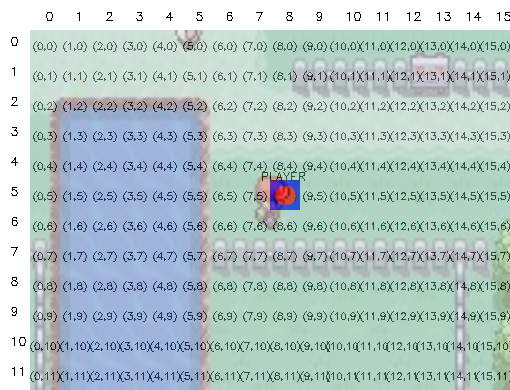 0 1 2 3 4 5 6 7 8 9 10 11 12 13 14 15
0 (0,0) (1,0) (2,0) (3,0) (4,0) (5,0) (6,0) (7,0) (8,0) (9,0) (10,0) (11,0) (12,0) (13,0) (14,0) (15,0)
1 (0,1) (1,1) (2,1) (3,1) (4,1) (5,1) (6,1) (7,1) (8,1) (9,1) (10,1) (11,1) (12,1) (13,1) (14,1) (15,1)
2 (0,2) (1,2) (2,2) (3,2) (4,2) (5,2) (6,2) (7,2) (8,2) (9,2) (10,2) (11,2) (12,2) (13,2) (14,2) (15,2)
3 (0,3) (1,3) (2,3) (3,3) (4,3) (5,3) (6,3) (7,3) (8,3) (9,3) (10,3) (11,3) (12,3) (13,3) (14,3) (15,3)
4 (0,4) (1,4) (2,4) (3,4) (4,4) (5,4) (6,4) (7,4) (8,4) (9,4) (10,4) (11,4) (12,4) (13,4) (14,4) (15,4)
PLAYER
5 (0,5) (1,5) (2,5) (3,5) (4,5) (5,5) (6,5) (7,5) (9,5) (10,5) (11,5) (12,5) (13,5) (14,5) (15,5)
6 (0,6) (1,6) (2,6) (3,6) (4,6) (5,6) (6,6) (7,6) (8,6) (9,6) (10,6) (11,6) (12,6) (13,6) (14,6) (15,6)
7 (0,7) (1,7) (2,7) (3,7) (4,7) (5,7) (6,7) (7,7) (8,7) (9,7) (10,7) (11,7) (12,7) (13,7) (14,7) (15,7)
8 (0,8) (1,8) (2,8) (3,8) (4,8) (5,8) (6,8) (7,8) (8,8) (9,8) (10,8) (11,8) (12,8) (13,8) (14,8) (15,8)
9 (0,9) (1,9) (2,9) (3,9) (4,9) (5,9) (6,9) (7,9) (8,9) (9,9) (10,9) (11,9) (12,9) (13,9) (14,9) (15,9)
10 (0,10) (1,10) (2,10) (3,10) (4,10) (5,10) (6,10) (7,10) (8,10) (9,10) (10,10) (11,10) (12,10) (13,10) (14,10) (15,10)
11 (0,11) (1,11) (2,11) (3,11) (4,11) (5,11) (6,11) (7,11) (8,11) (9,11) (10,11) (11,11) (12,11) (13,11) (14,11) (15,11)